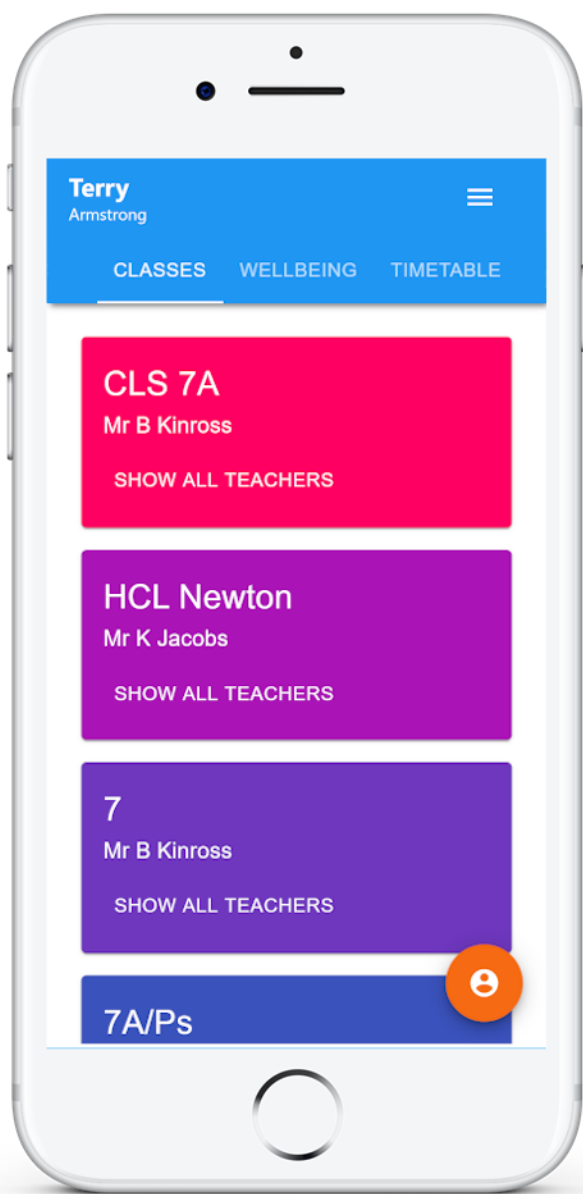 Terry
Armstrong
CLASSES WELLBEING TIMETABLE
CLS 7A
Mr B Kinross
SHOW ALL TEACHERS
HCL Newton
Mr K Jacobs
SHOW ALL TEACHERS
7
Mr B Kinross
SHOW ALL TEACHERS
7A/Ps